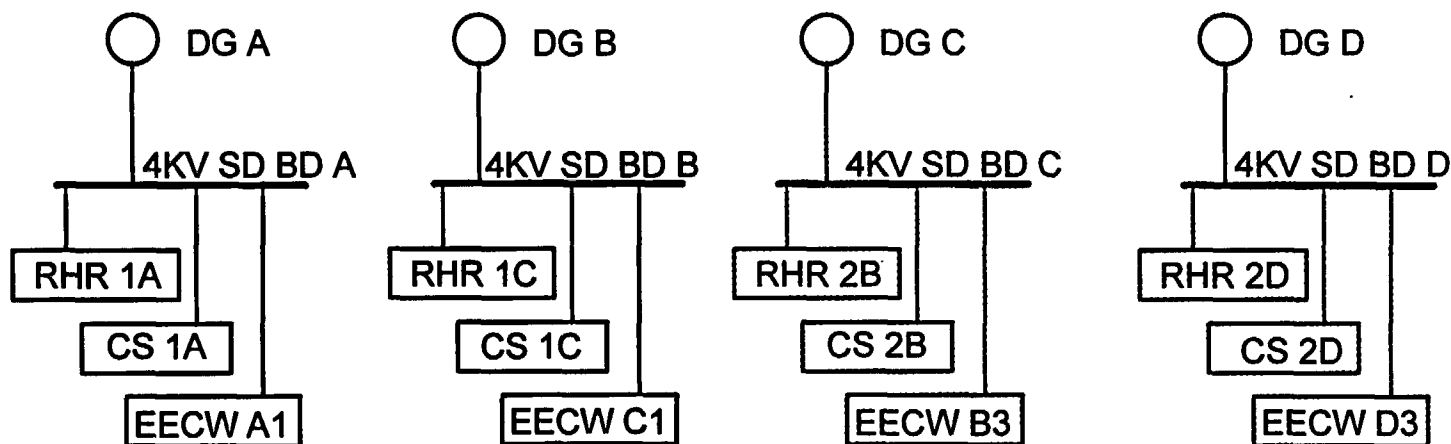 DG A
DG B
DG C
DG D
4KV SD BD A
4KV SD BD B
4KV SD BD C
4KV SD BD D
RHR 1A
RHR 1C
RHR 2B
RHR 2D
CS 1A
CS 1C
CS 2B
CS 2D
EECW A1
EECW C1
EECW B3
EECW D3